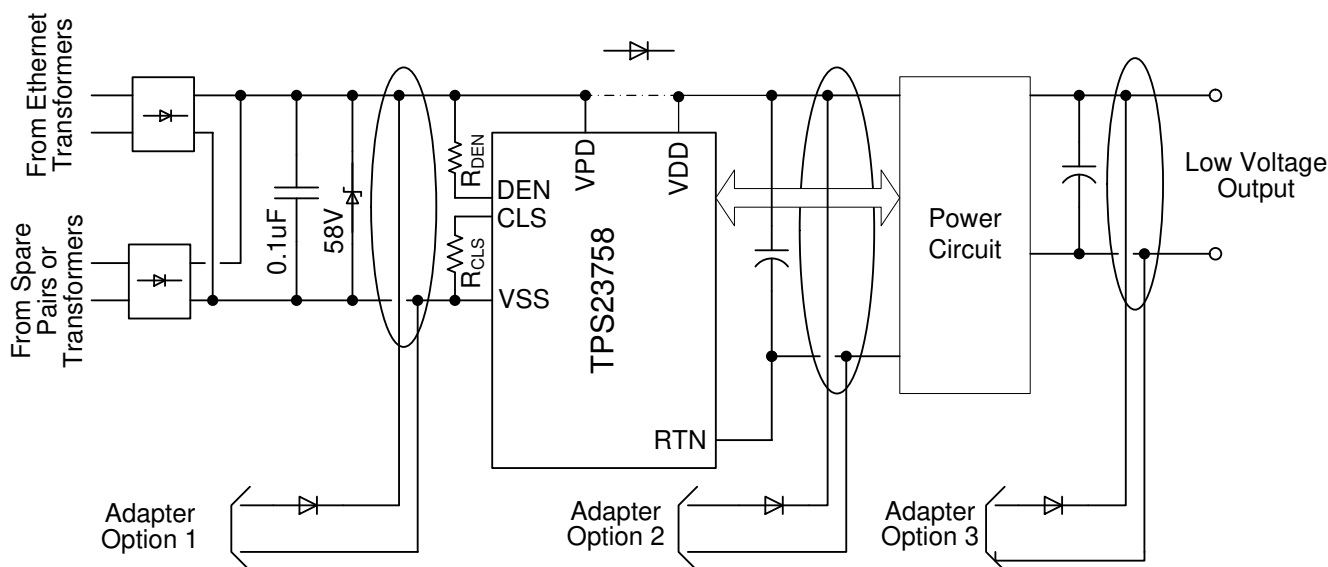 From Ethernet
Transformers
From Spare
Pairs or
Transformers
0.1uF
58V
RDEN
RCLS
DEN
CLS
VSS
VPD
VDD
TPS23758
RTN
Power
Circuit
Low Voltage
Output
Adapter
Option 1
Adapter
Option 2
Adapter
Option 3